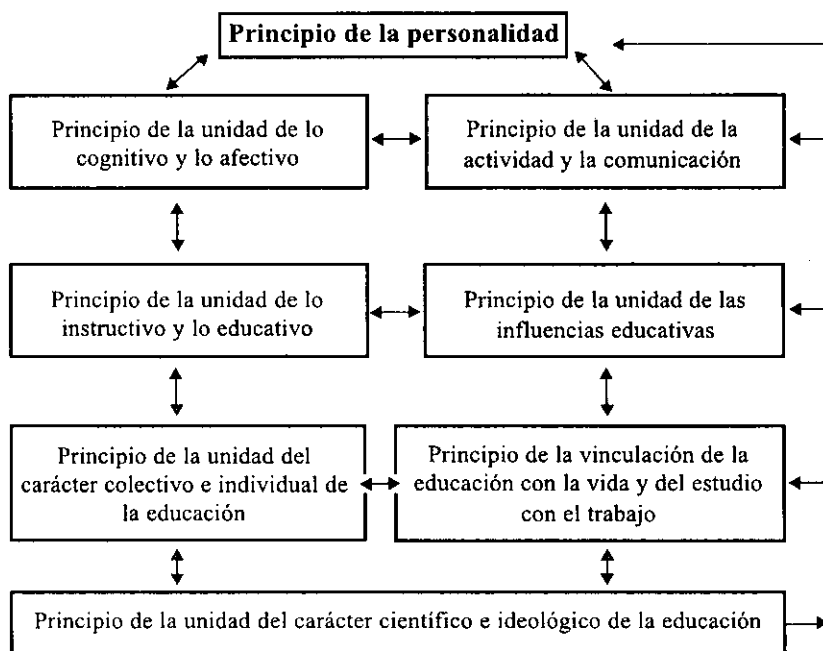 Principio de la personalidad
Principio de la unidad de lo
cognitivo y lo afectivo
Principio de la unidad de la
actividad y la comunicación
Principio de la unidad de lo
instructivo y lo educativo
Principio de la unidad de las
influencias educativas
Principio de la unidad del
carácter colectivo e individual de
la educación
Principio de la vinculación de la
educación con la vida y del estudio
con el trabajo
Principio de la unidad del carácter científico e ideológico de la educación